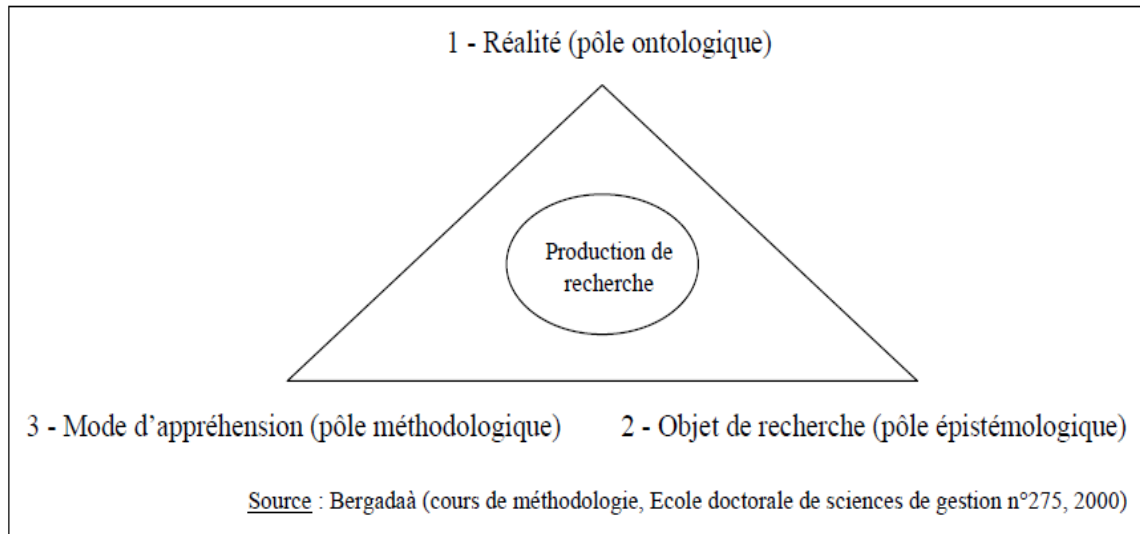 1 - Réalité (pôle ontologique)
Production de
recherche
3 - Mode d'appréhension (pôle méthodologique)
2 - Objet de recherche (pôle épistémologique)
Source : Bergadaà (cours de méthodologie, Ecole doctorale de sciences de gestion n°275, 2000)